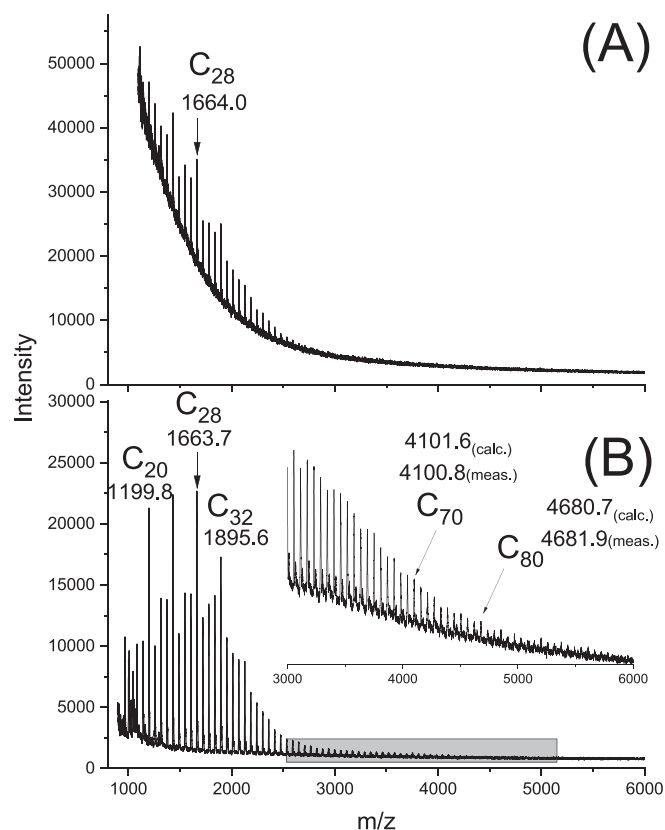 (A)
50000
40000
30000
20000
10000
0
C28
1664.0
Intensity
(B)
30000
25000
20000
15000
10000
5000
0
C28
1663.7
C20
1199.8
C32
1895.6
4101.6(calc.)
4100.8(meas.)
C70
4680.7(calc.)
4681.9(meas.)
C80
3000 4000 5000 6000
1000 2000 3000 4000 5000 6000
m/z